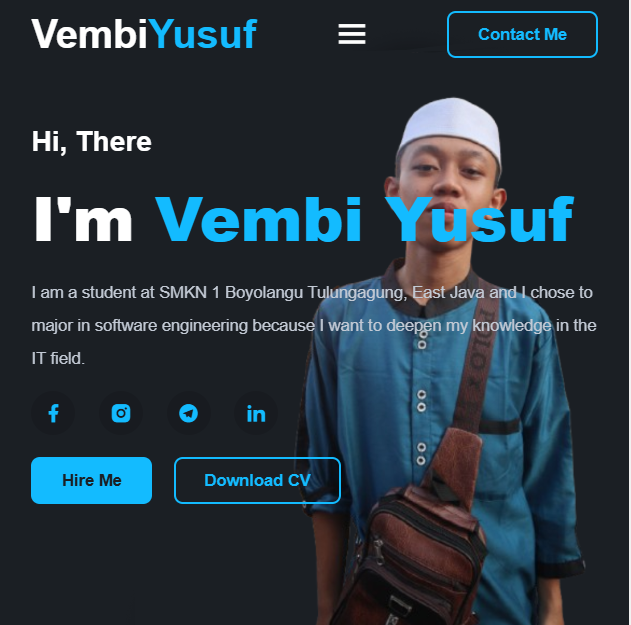 VembiYusuf
Contact Me
Hi, There
I'm Vembi Yusuf
I am a student at SMKN 1 Boyolangu Tulungagung, East Java and I chose to
major in software engineering because I want to deepen my knowledge in the
IT field.
Hire Me
Download CV
POLO